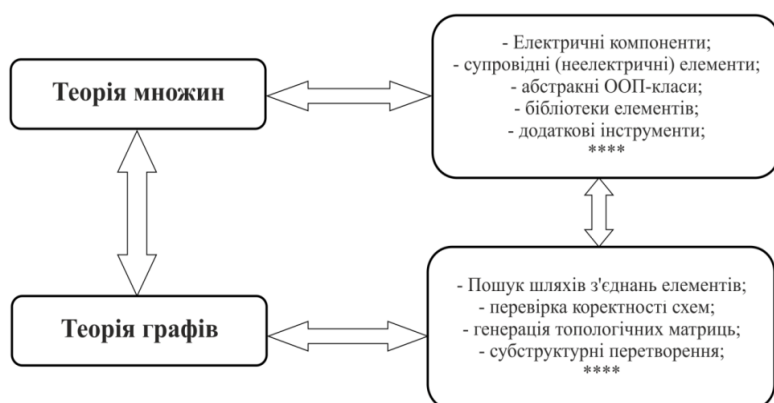 Теорія множин
- Електричні компоненти;
- супровідні (неелектричні) елементи;
- абстракні ООП-класи;
- бібліотеки елементів;
- додаткові інструменти;
****
Теорія графів
- Пошук шляхів з'єднань елементів;
- перевірка коректності схем;
- генерація топологічних матриць;
- субструктурні перетворення;
****